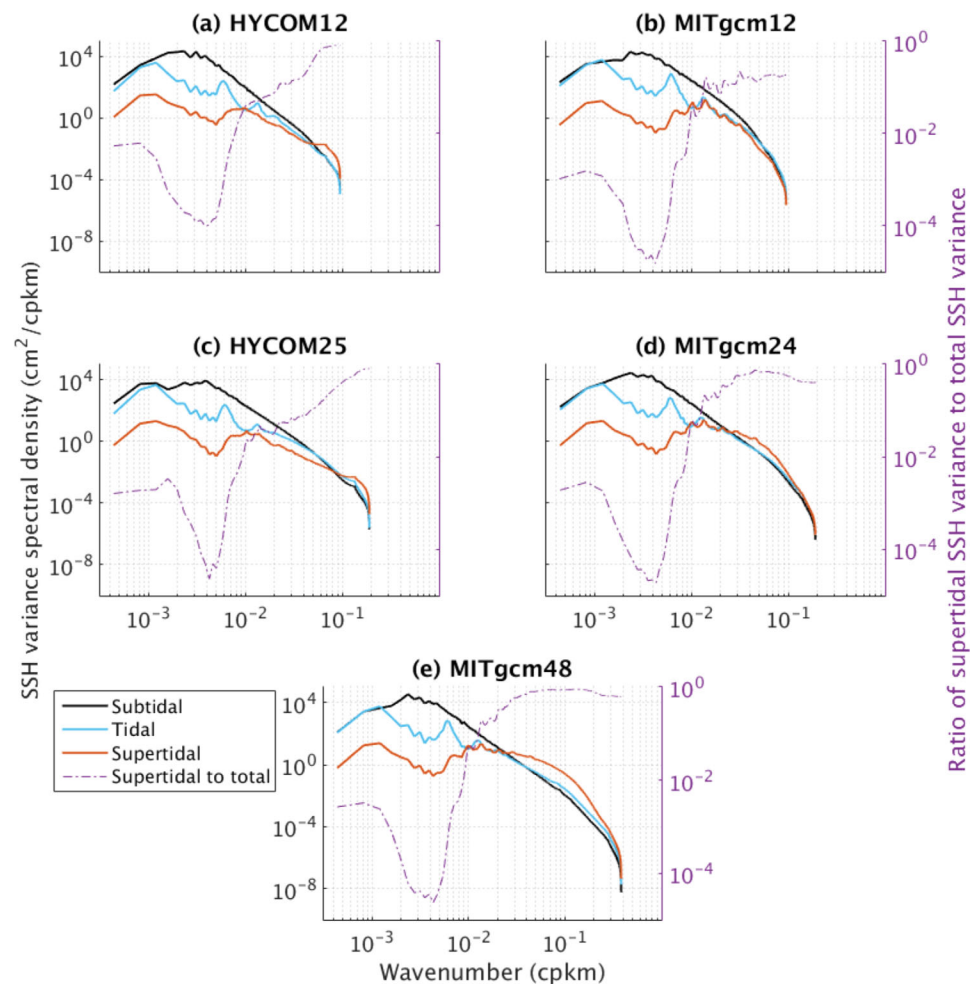 (a) HYCOM12
(b) MITgcm12
10^4
10^0
10^-4
10^-8
10^0
10^-2
10^-4
(c) HYCOM25
(d) MITgcm24
10^4
10^0
10^-4
10^-8
10^-3
10^-2
10^-1
10^-3
10^-2
10^-1
10^0
10^-2
10^-4
(e) MITgcm48
10^4
10^0
10^-4
10^-8
10^0
10^-2
10^-4
10^-3
10^-2
10^-1
Wavenumber (cpkm)
SSH variance spectral density (cm²/cpkm)
Ratio of supertidal SSH variance to total SSH variance
Subtidal
Tidal
Supertidal
Supertidal to total